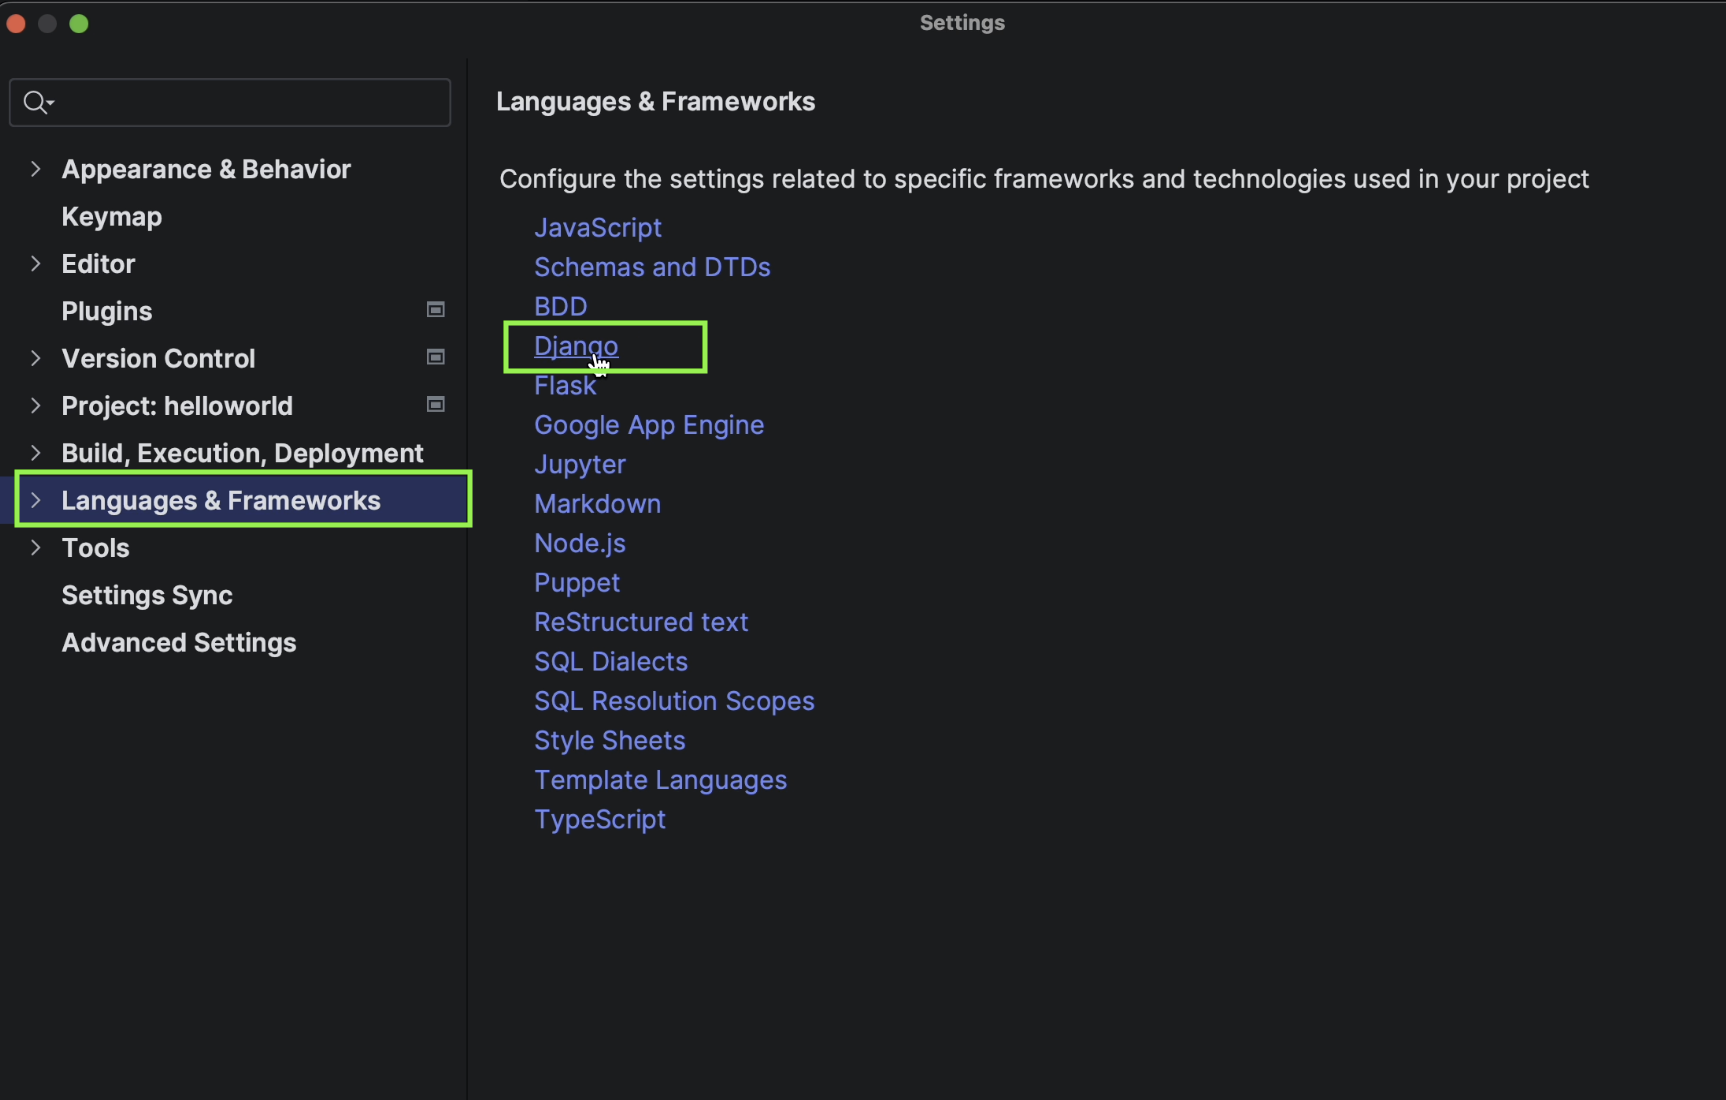 Settings
Appearance & Behavior
Keymap
Editor
Plugins
Version Control
Project: helloworld
Build, Execution, Deployment
Languages & Frameworks
Tools
Settings Sync
Advanced Settings
Languages & Frameworks
Configure the settings related to specific frameworks and technologies used in your project
JavaScript
Schemas and DTDs
BDD
Django
Flask
Google App Engine
Jupyter
Markdown
Node.js
Puppet
ReStructured text
SQL Dialects
SQL Resolution Scopes
Style Sheets
Template Languages
TypeScript